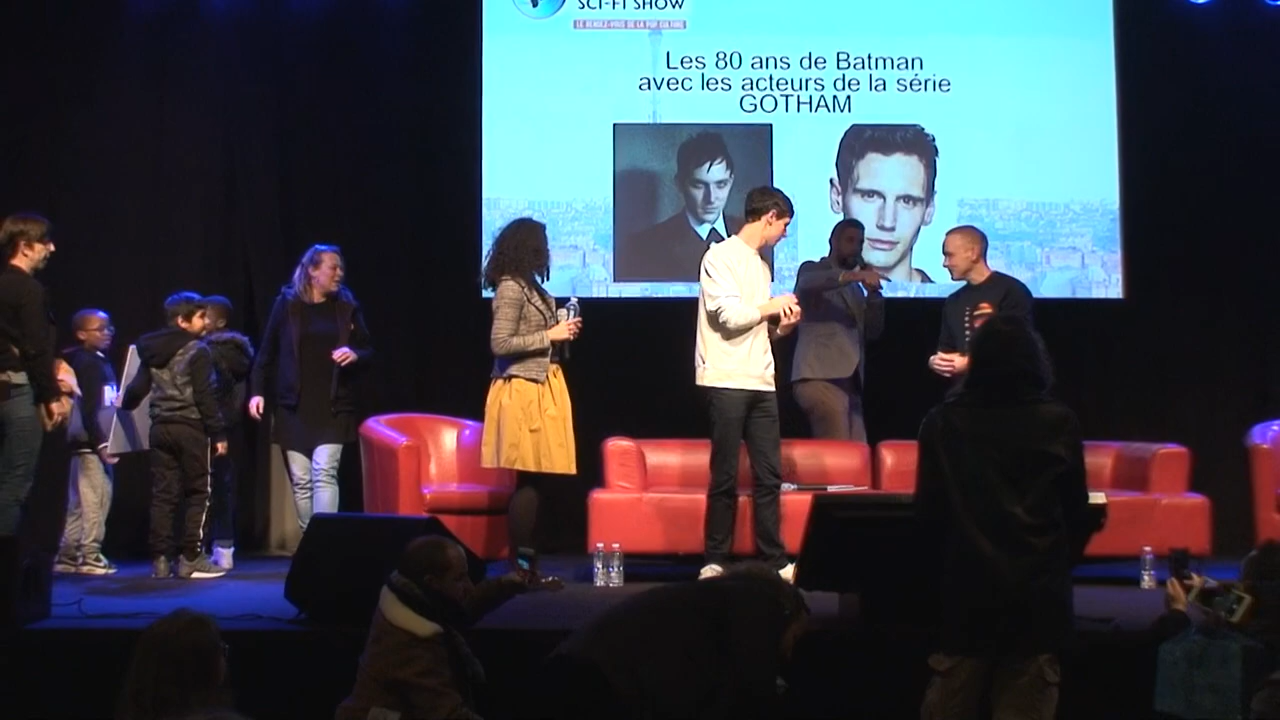 SCI-FI SHOW
LE RENDEZ-VOUS DE LA POP CULTURE
Les 80 ans de Batman
avec les acteurs de la série
GOTHAM